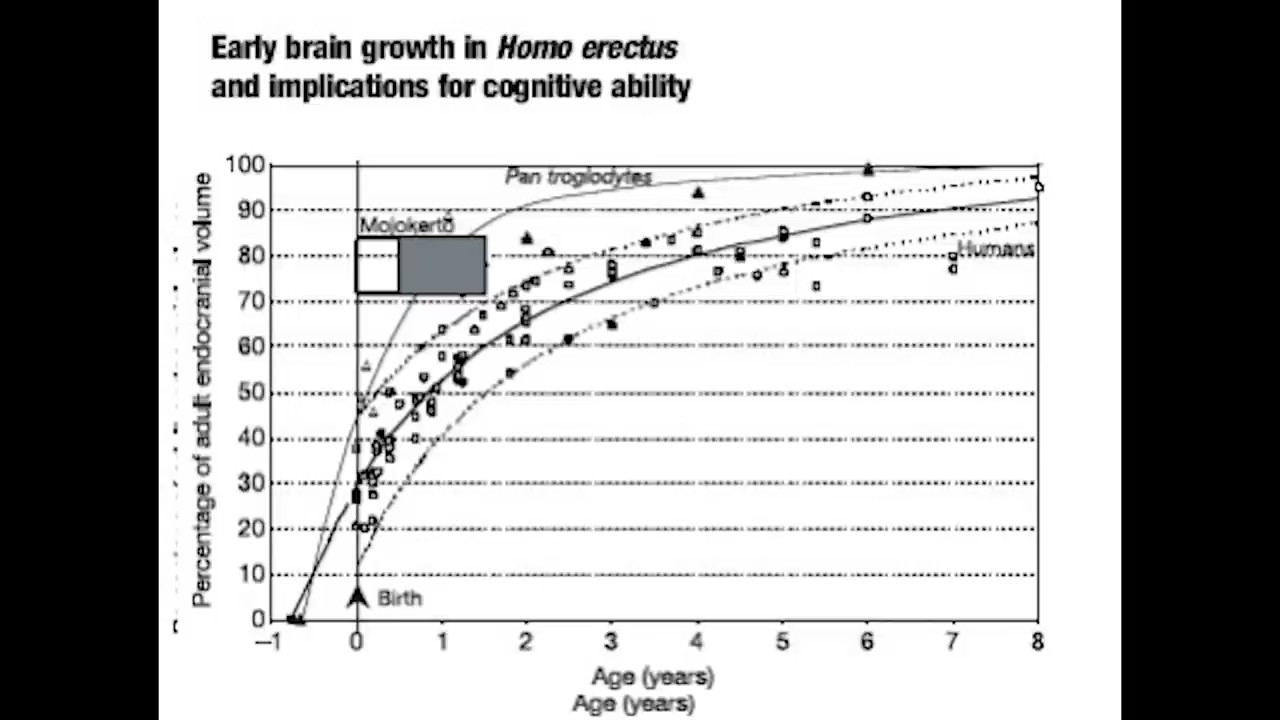 Early brain growth in Homo erectus
and implications for cognitive ability
Percentage of adult endocranial volume
100
90
80
70
60
50
40
30
20
10
0
Pan troglodytes
Mojokerto
Humans
Birth
–1 0 1 2 3 4 5 6 7 8
Age (years)
Age (years)